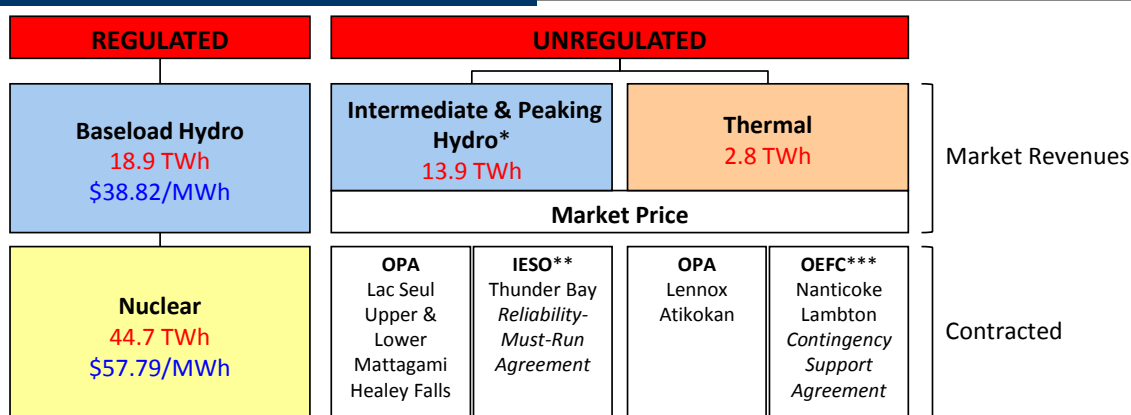 REGULATED
UNREGULATED
Baseload Hydro
18.9 TWh
$38.82/MWh
Intermediate & Peaking
Hydro*
13.9 TWh
Thermal
2.8 TWh
Market Price
Market Revenues
Nuclear
44.7 TWh
$57.79/MWh
OPA
Lac Seul
Upper &
Lower
Mattagami
Healey Falls
IESO**
Thunder Bay
Reliability-
Must-Run
Agreement
OPA
Lennox
Atikokan
OEFC***
Nanticoke
Lambton
Contingency
Support
Agreement
Contracted